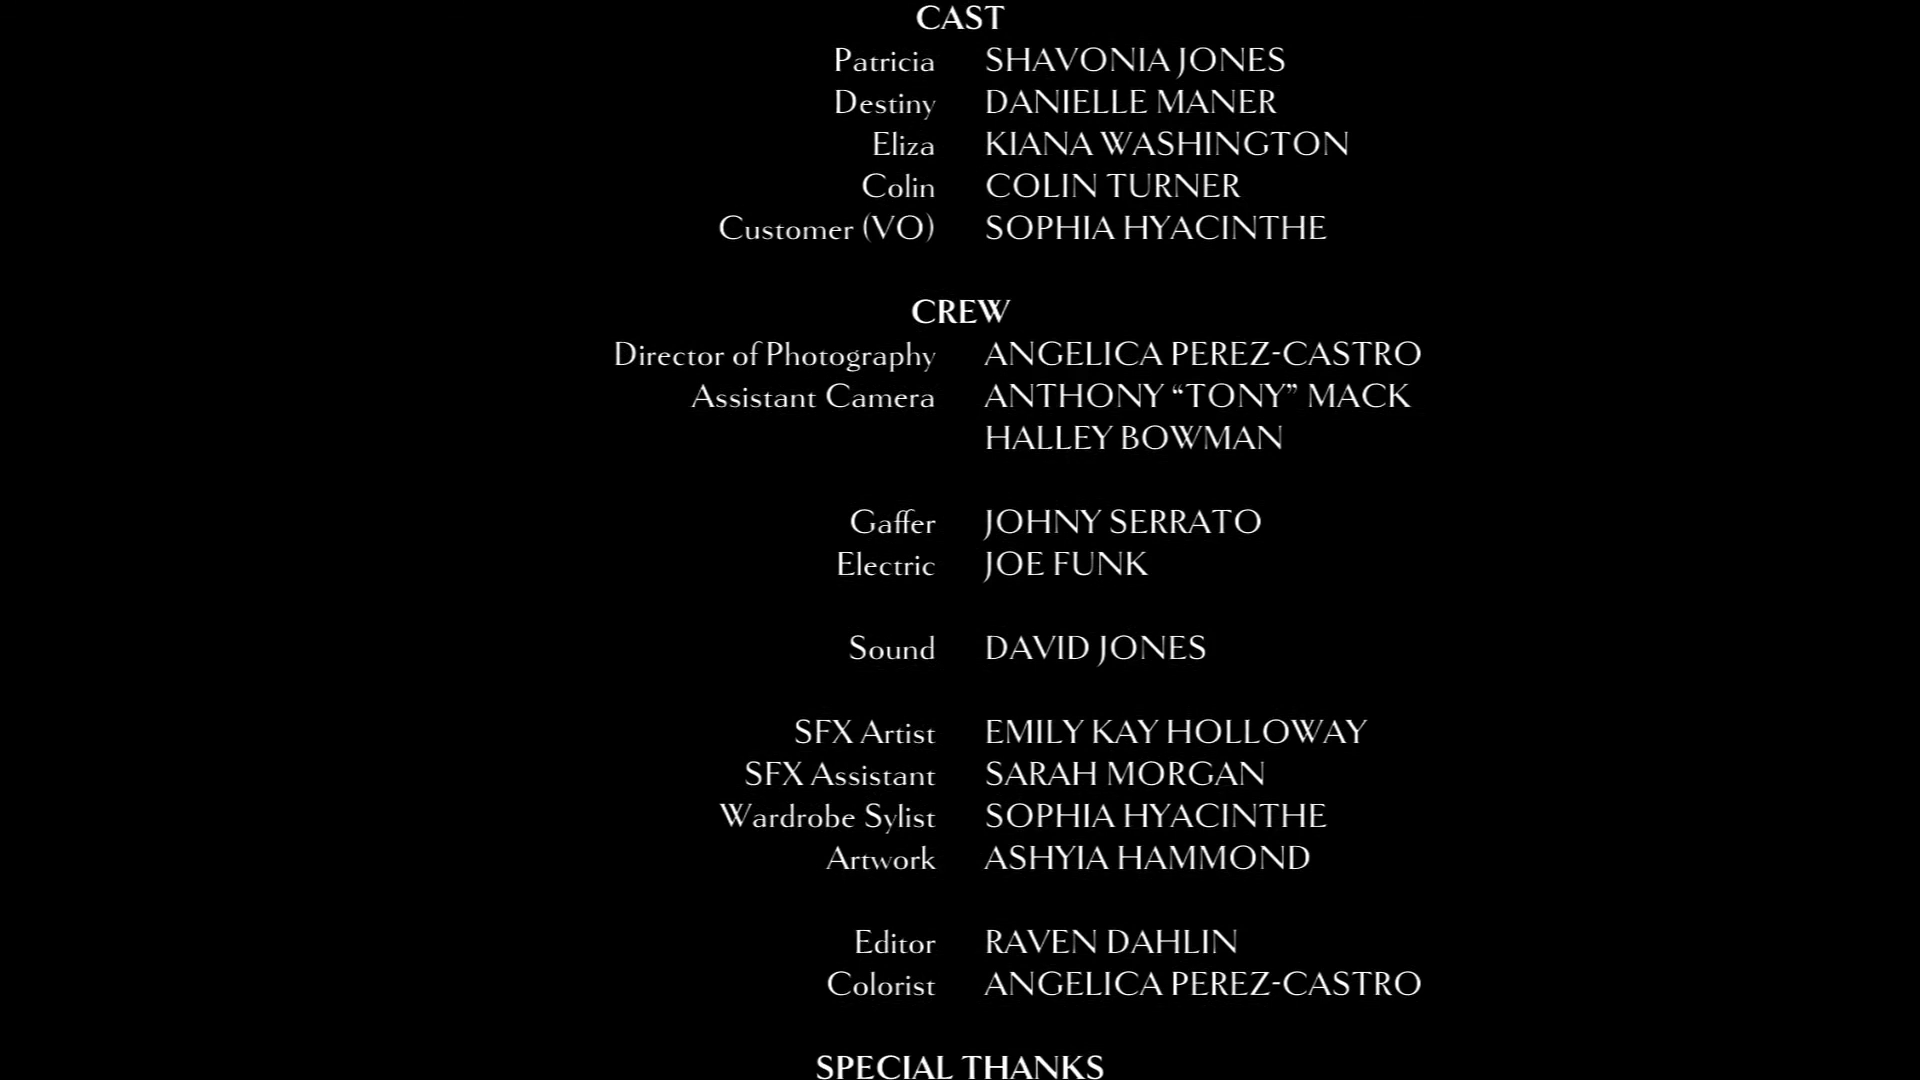 CAST
Patricia SHAVONIA JONES
Destiny DANIELLE MANER
Eliza KIANA WASHINGTON
Colin COLIN TURNER
Customer (VO) SOPHIA HYACINTHE
CREW
Director of Photography ANGELICA PEREZ-CASTRO
Assistant Camera ANTHONY “TONY” MACK
HALLEY BOWMAN
Gaffer JOHNY SERRATO
Electric JOE FUNK
Sound DAVID JONES
SFX Artist EMILY KAY HOLLOWAY
SFX Assistant SARAH MORGAN
Wardrobe Sylist SOPHIA HYACINTHE
Artwork ASHYIA HAMMOND
Editor RAVEN DAHLIN
Colorist ANGELICA PEREZ-CASTRO
SPECIAL THANKS